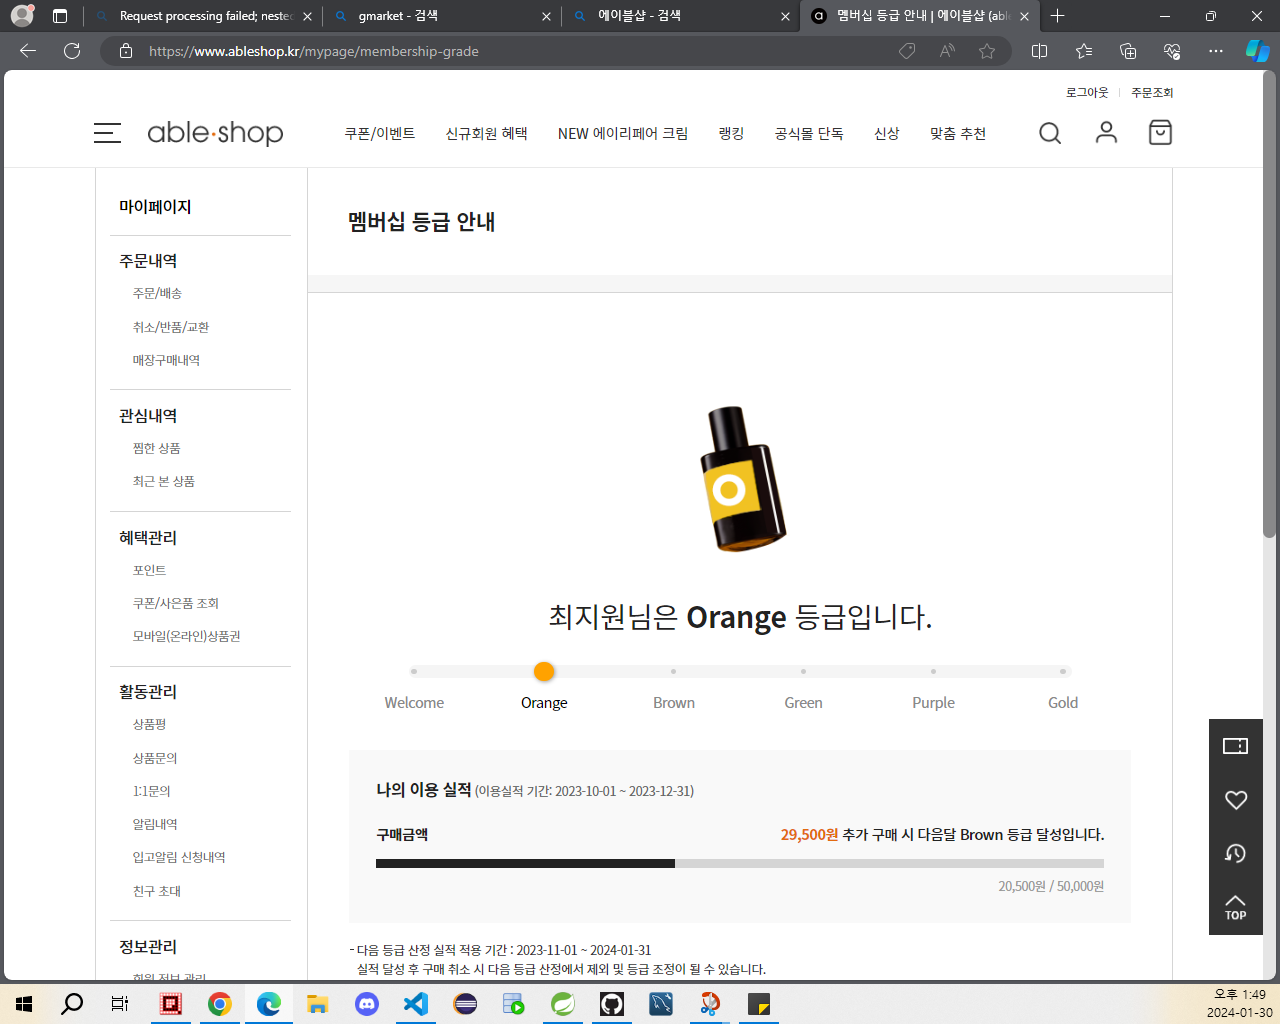 Request processing failed; neste
gmarket - 검색
에이블샵 - 검색
멤버십 등급 안내 | 에이블샵 (abl
https://www.ableshop.kr/mypage/membership-grade
로그아웃
주문조회
able·shop
쿠폰/이벤트
신규회원 혜택
NEW 에이리페어 크림
랭킹
공식몰 단독
신상
맞춤 추천
마이페이지
주문내역
주문/배송
취소/반품/교환
매장구매내역
관심내역
찜한 상품
최근 본 상품
혜택관리
포인트
쿠폰/사은품 조회
모바일(온라인)상품권
활동관리
상품평
상품문의
1:1문의
알림내역
입고알림 신청내역
친구 초대
정보관리
회원 정보 관리
멤버십 등급 안내
최지원님은 Orange 등급입니다.
Welcome
Orange
Brown
Green
Purple
Gold
나의 이용 실적 (이용실적 기간: 2023-10-01 ~ 2023-12-31)
구매금액
29,500원 추가 구매 시 다음달 Brown 등급 달성입니다.
20,500원 / 50,000원
- 다음 등급 산정 실적 적용 기간 : 2023-11-01 ~ 2024-01-31
실적 달성 후 구매 취소 시 다음 등급 산정에서 제외 및 등급 조정이 될 수 있습니다.
TOP
오후 1:49
2024-01-30